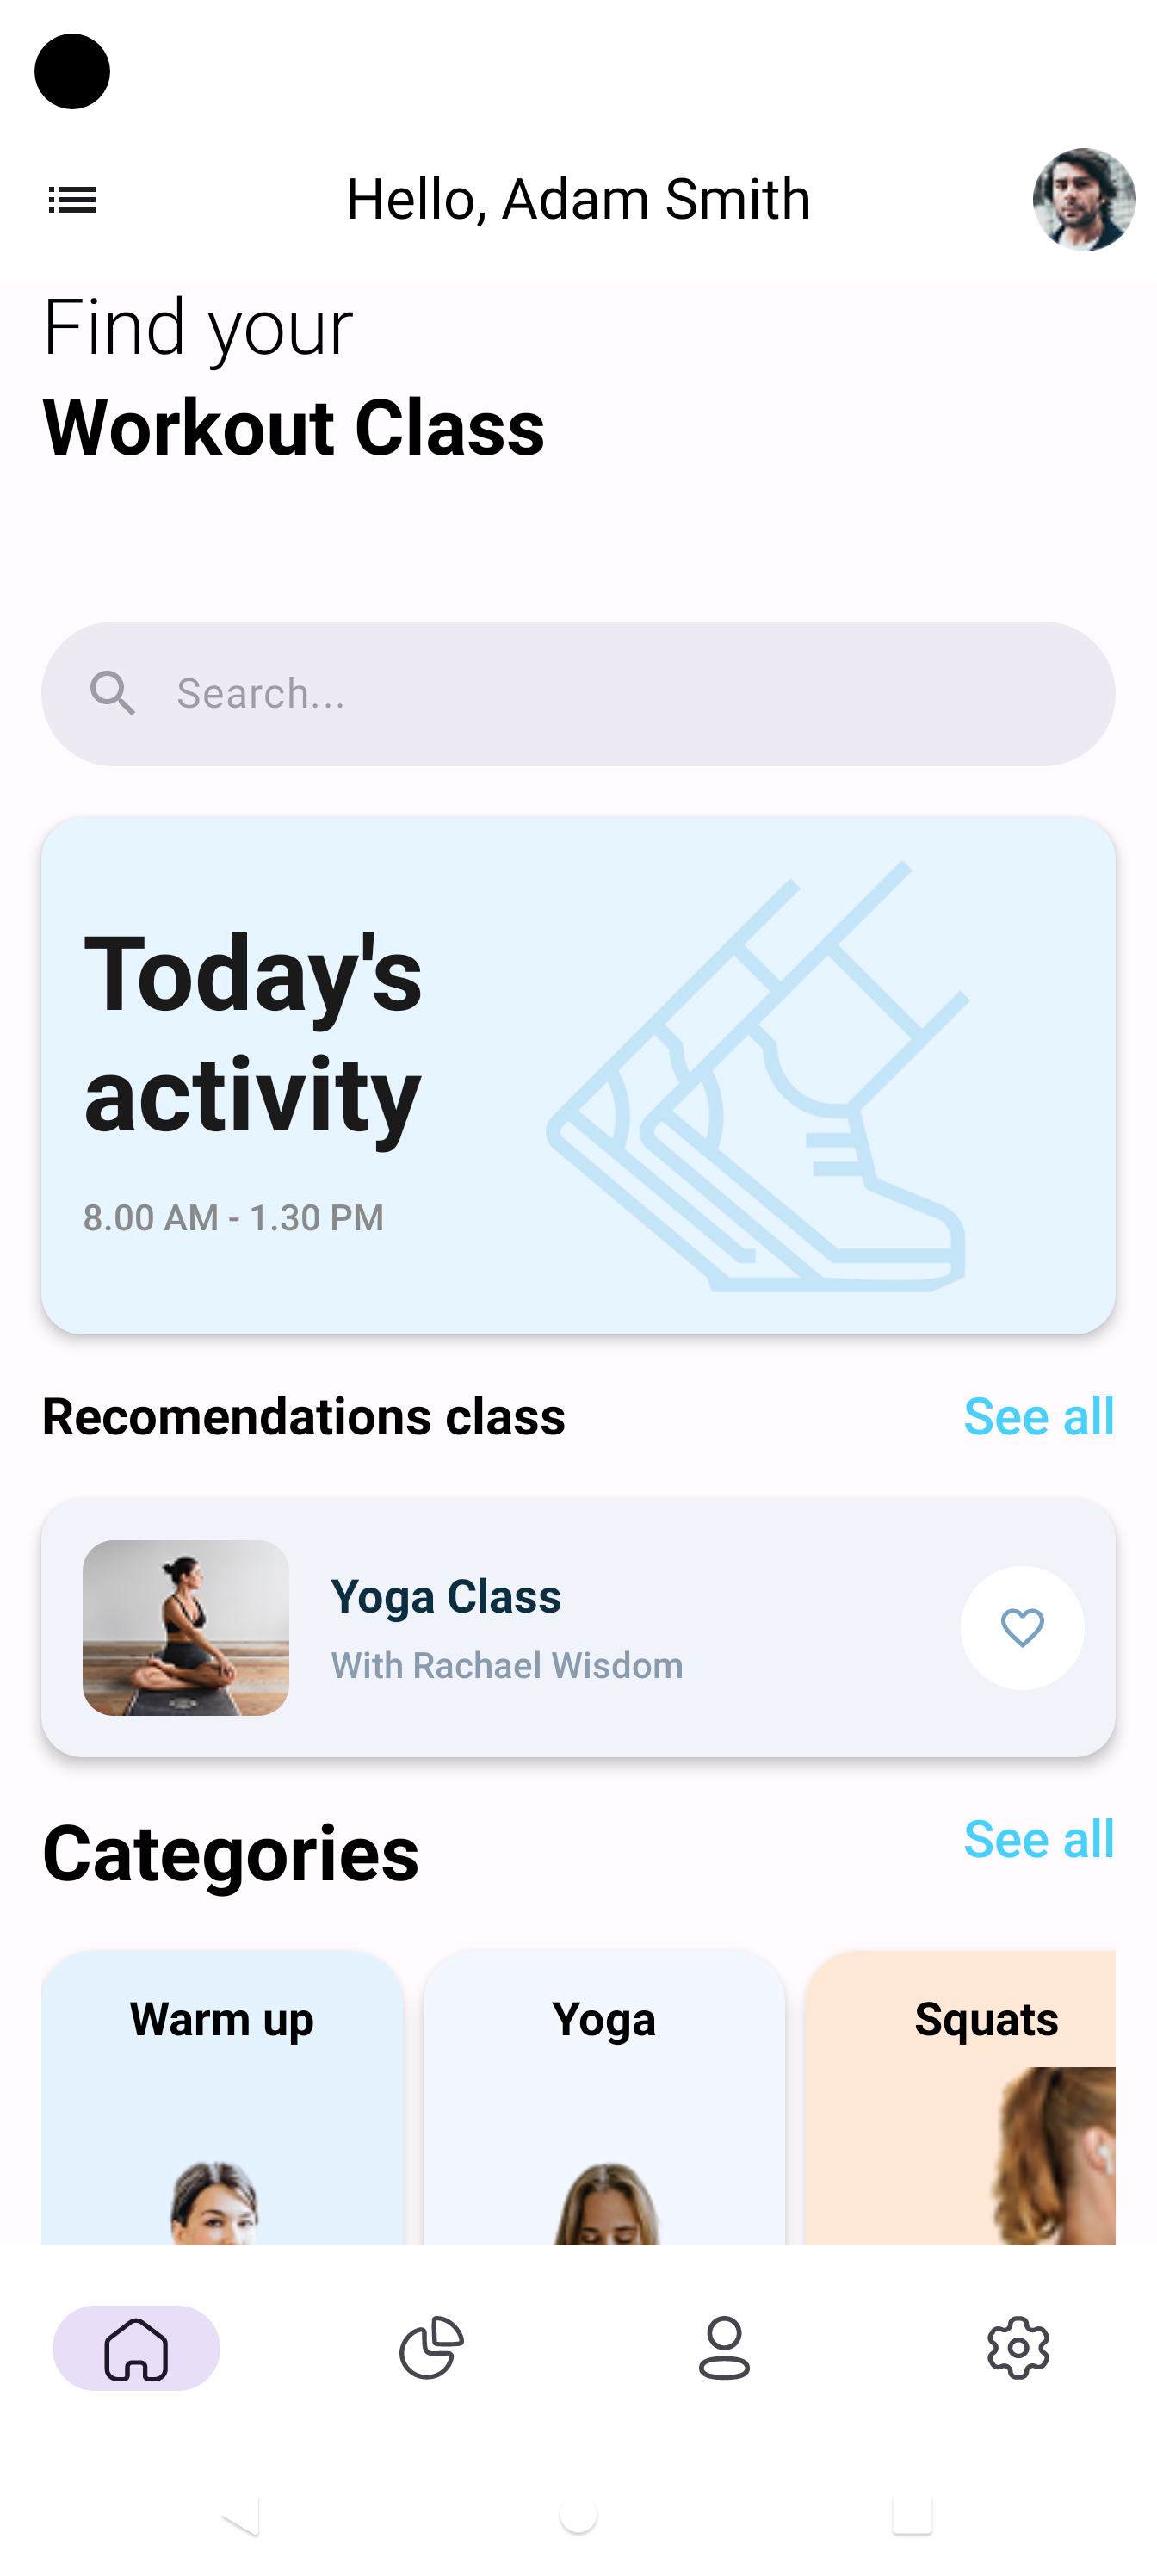 Hello, Adam Smith
Find your
Workout Class
Search...
Today's
activity
8.00 AM - 1.30 PM
Recomendations class
See all
Yoga Class
With Rachael Wisdom
Categories
See all
Warm up
Yoga
Squats